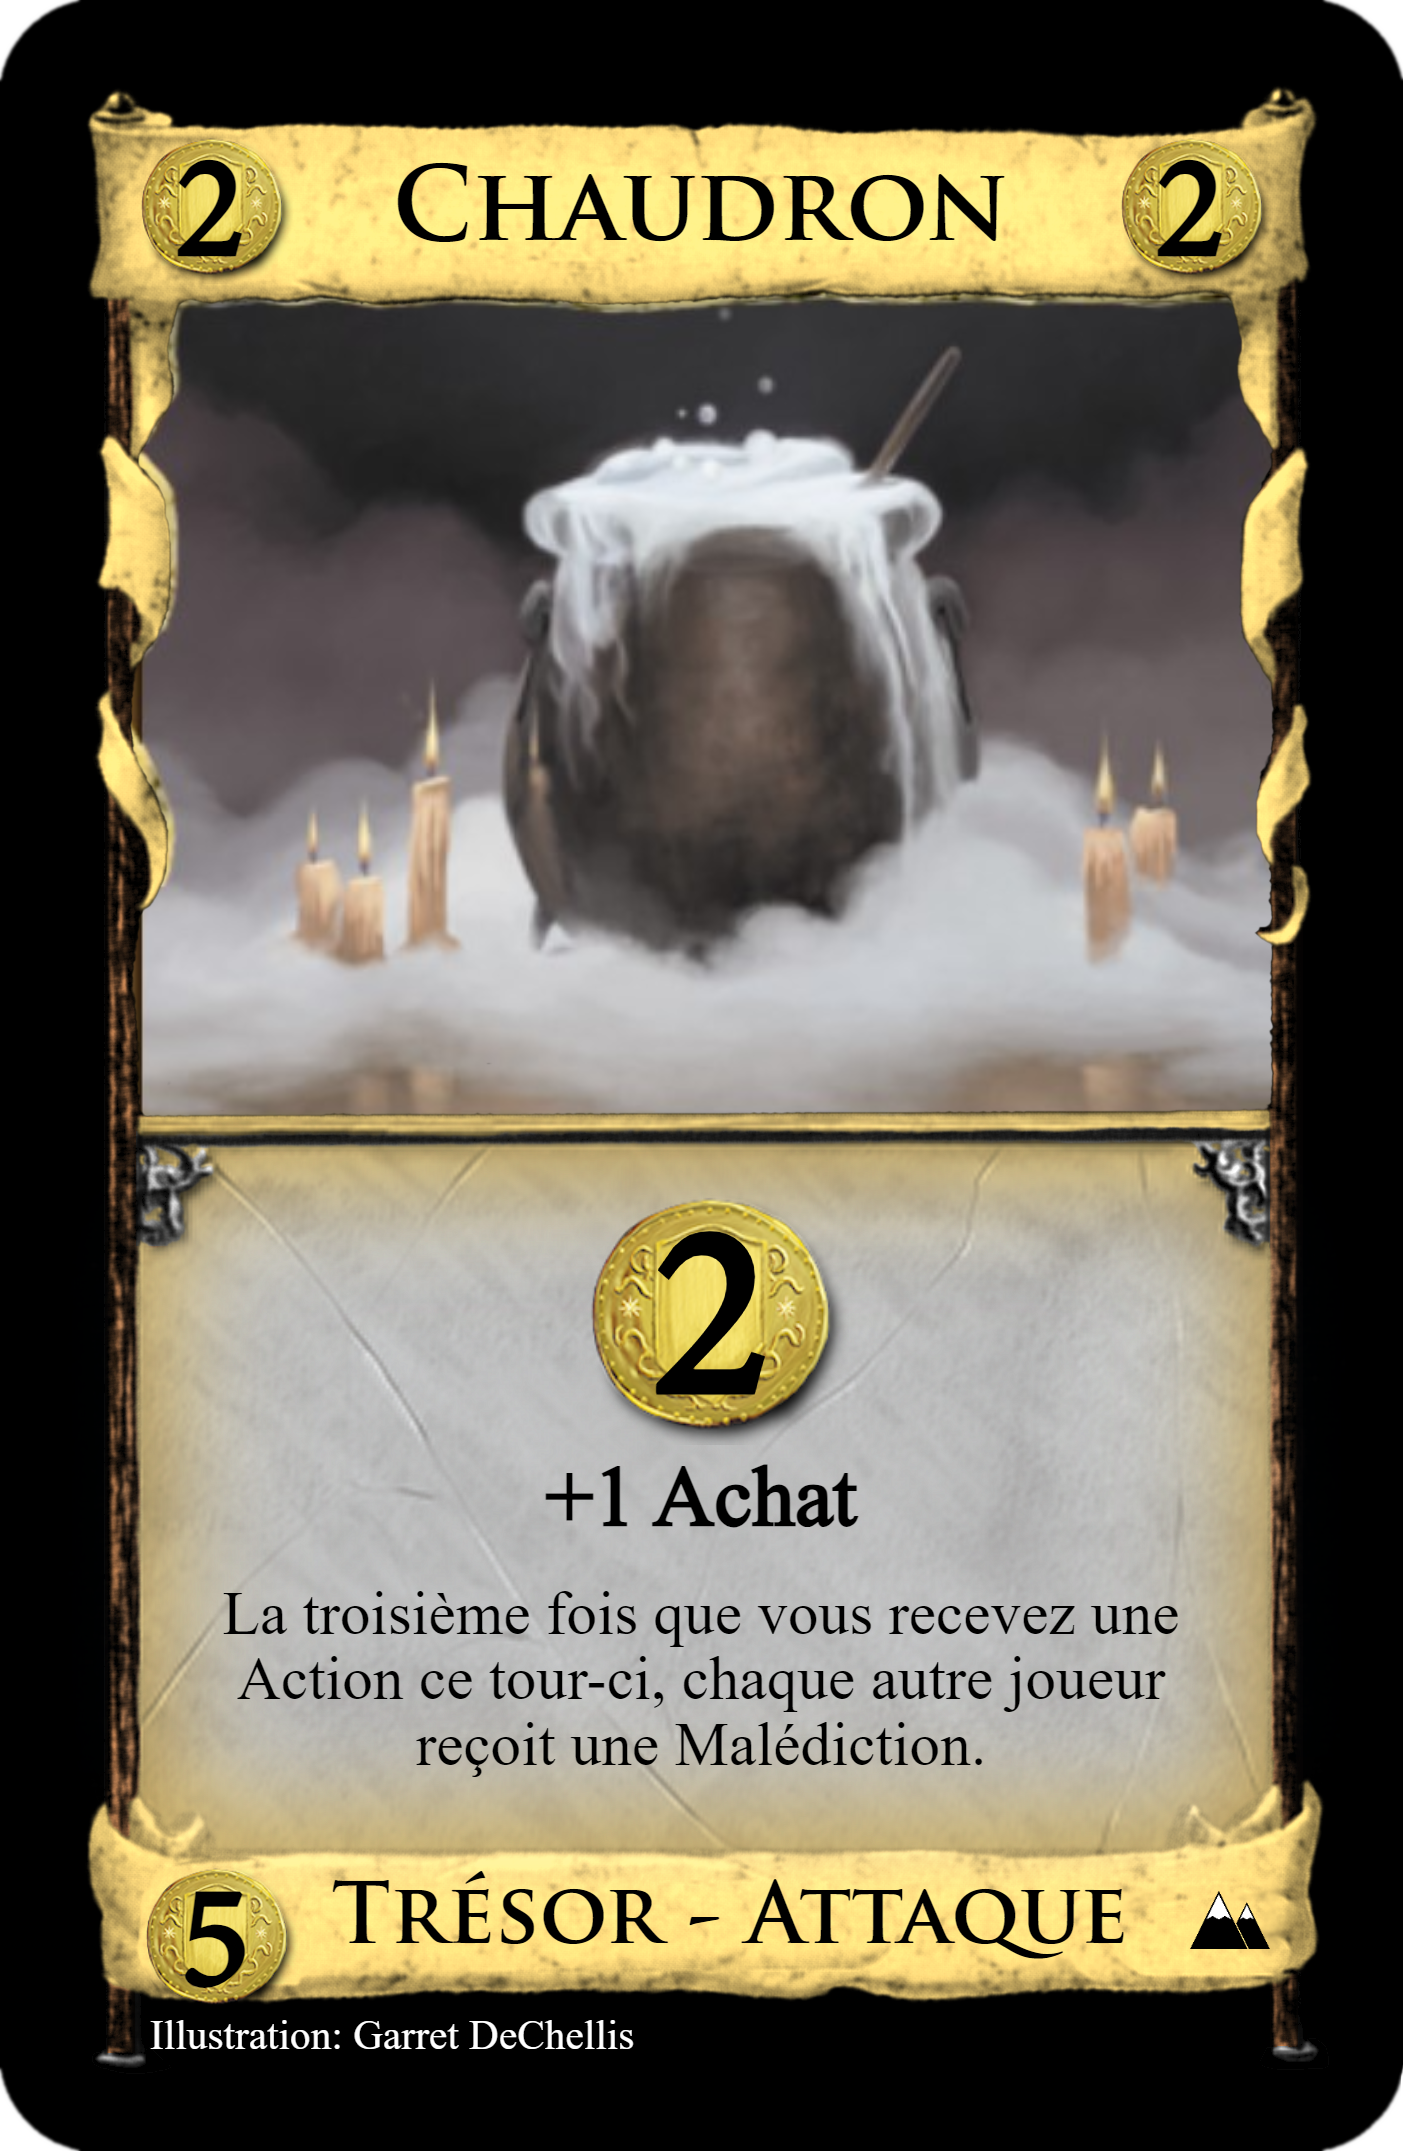 2 CHAUDRON 2
2
+1 Achat
La troisième fois que vous recevez une
Action ce tour-ci, chaque autre joueur
reçoit une Malédiction.
5 TRÉSOR - ATTAQUE
Illustration: Garret DeChellis